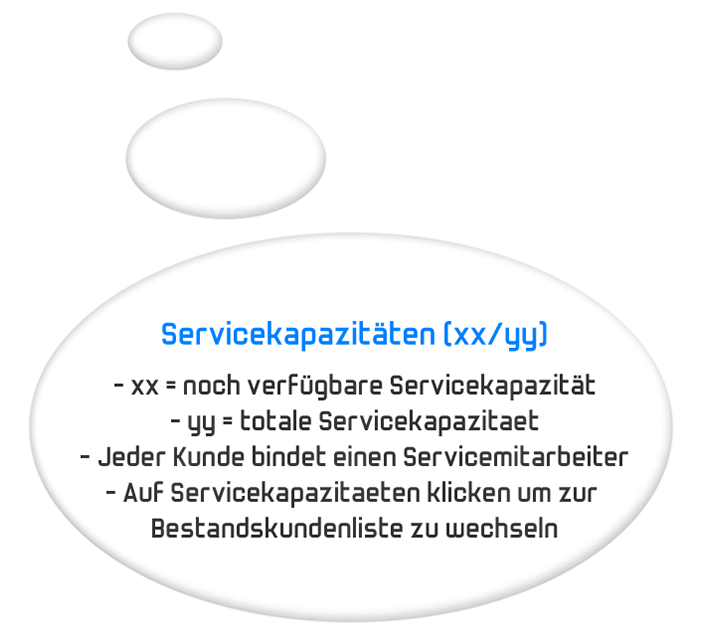 Servicekapazitäten (xx/yy)
- xx = noch verfügbare Servicekapazität
- yy = totale Servicekapazitaet
- Jeder Kunde bindet einen Servicemitarbeiter
- Auf Servicekapazitaeten klicken um zur
Bestandskundenliste zu wechseln